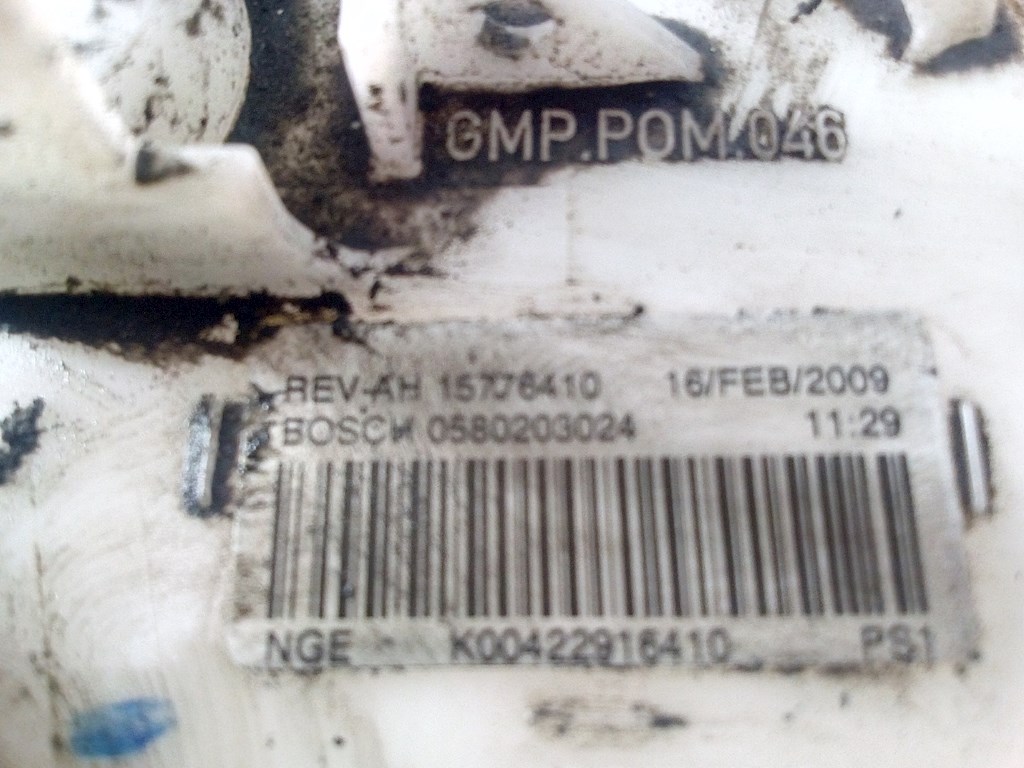 GMP.POM.046
REV-AH 15776410 16/FEB/2009
BOSCH 0580203024 11:29
NGE K00422916410 PS1